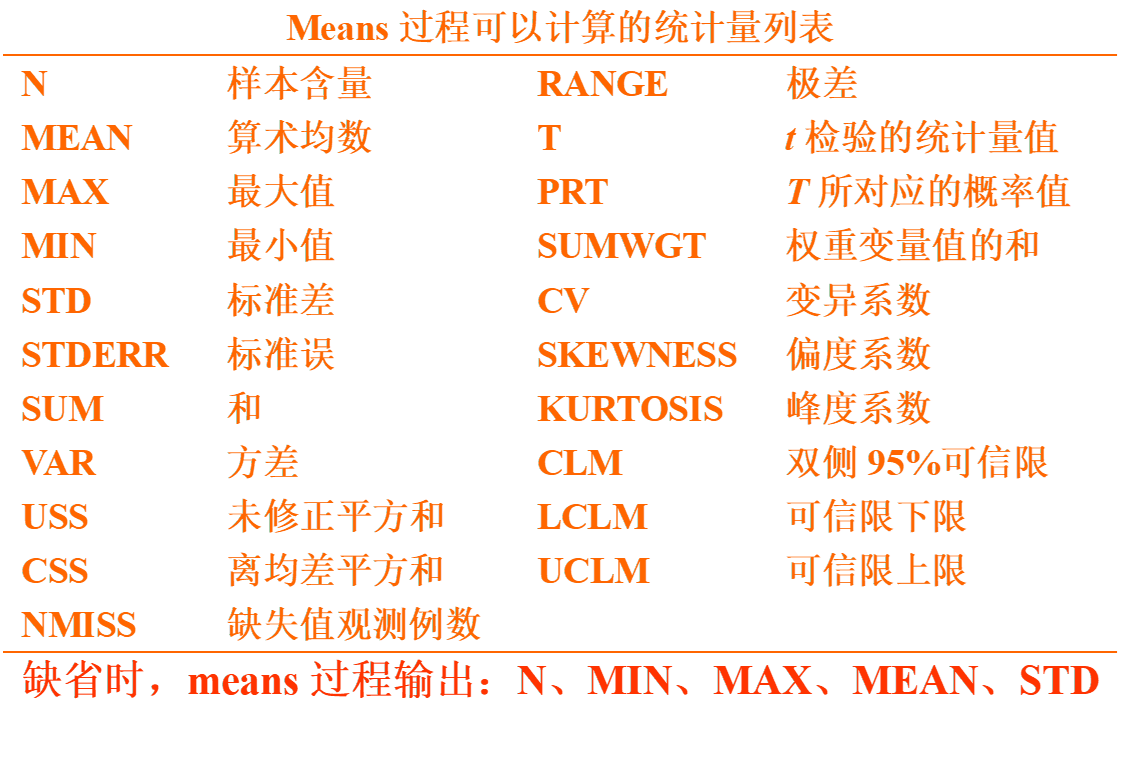 Means 过程可以计算的统计量列表
N 样本含量 RANGE 极差
MEAN 算术均数 T t 检验的统计量值
MAX 最大值 PRT T 所对应的概率值
MIN 最小值 SUMWGT 权重变量值的和
STD 标准差 CV 变异系数
STDERR 标准误 SKEWNESS 偏度系数
SUM 和 KURTOSIS 峰度系数
VAR 方差 CLM 双侧 95%可信限
USS 未修正平方和 LCLM 可信限下限
CSS 离均差平方和 UCLM 可信限上限
NMISS 缺失值观测例数
缺省时，means 过程输出：N、MIN、MAX、MEAN、STD